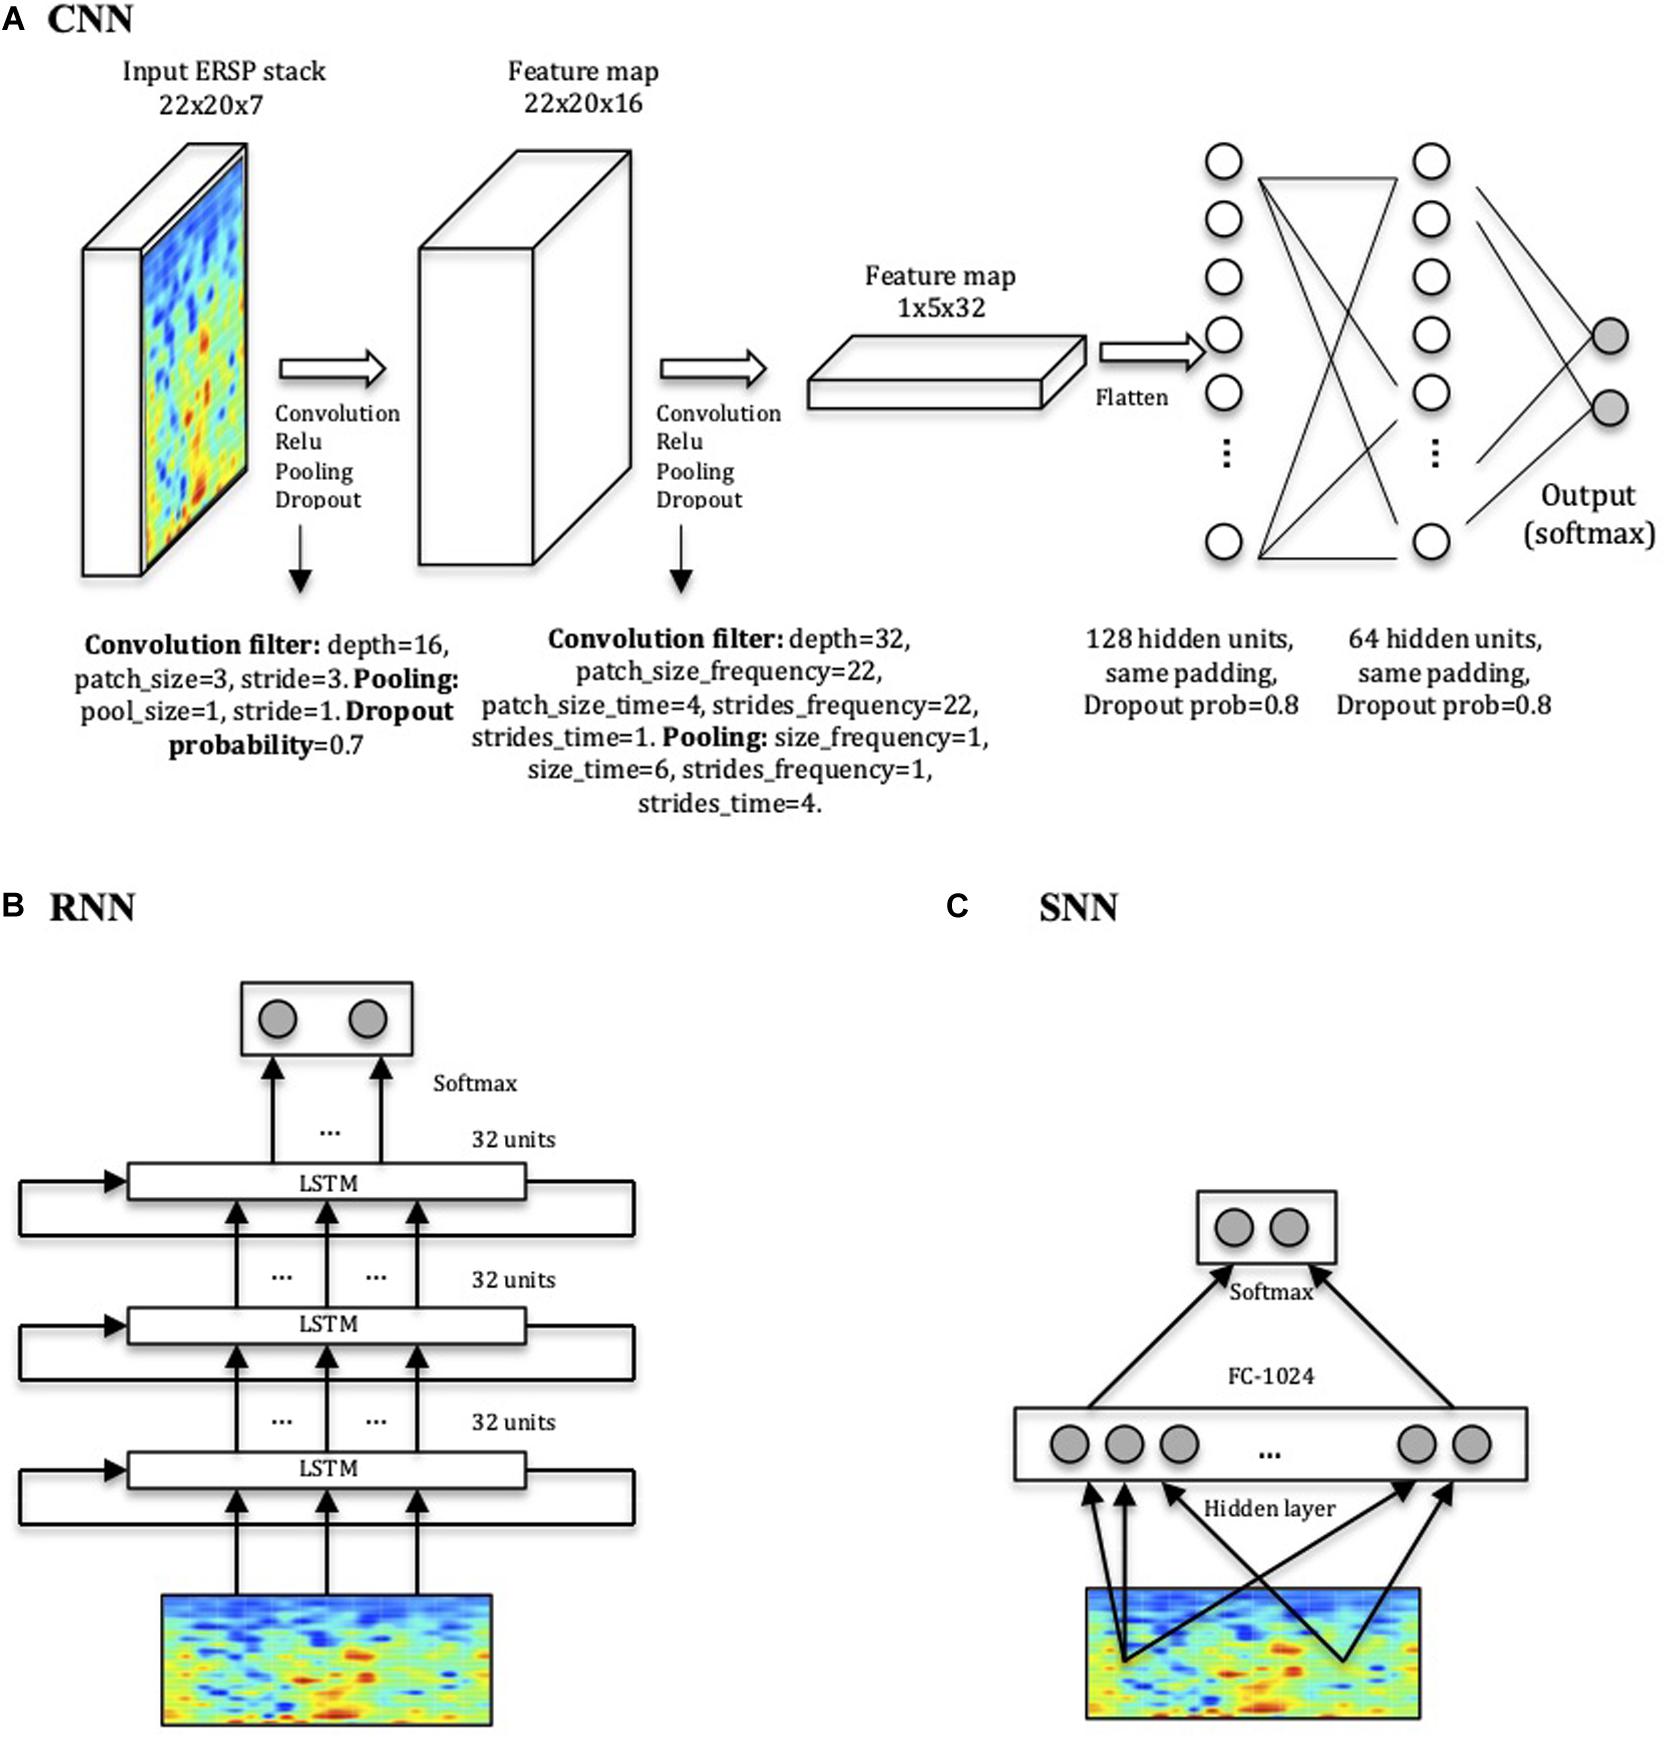 A CNN
Input ERSP stack
22x20x7
Feature map
22x20x16
Feature map
1x5x32
Convolution
Relu
Pooling
Dropout
Convolution
Relu
Pooling
Dropout
Flatten
Output
(softmax)
Convolution filter: depth=16,
patch_size=3, stride=3. Pooling:
pool_size=1, stride=1. Dropout
probability=0.7
Convolution filter: depth=32,
patch_size_frequency=22,
patch_size_time=4, strides_frequency=22,
strides_time=1. Pooling: size_frequency=1,
size_time=6, strides_frequency=1,
strides_time=4.
128 hidden units,
same padding,
Dropout prob=0.8
64 hidden units,
same padding,
Dropout prob=0.8
B RNN
Softmax
...
32 units
LSTM
... ...
32 units
LSTM
... ...
32 units
LSTM
C SNN
Softmax
FC-1024
...
Hidden layer